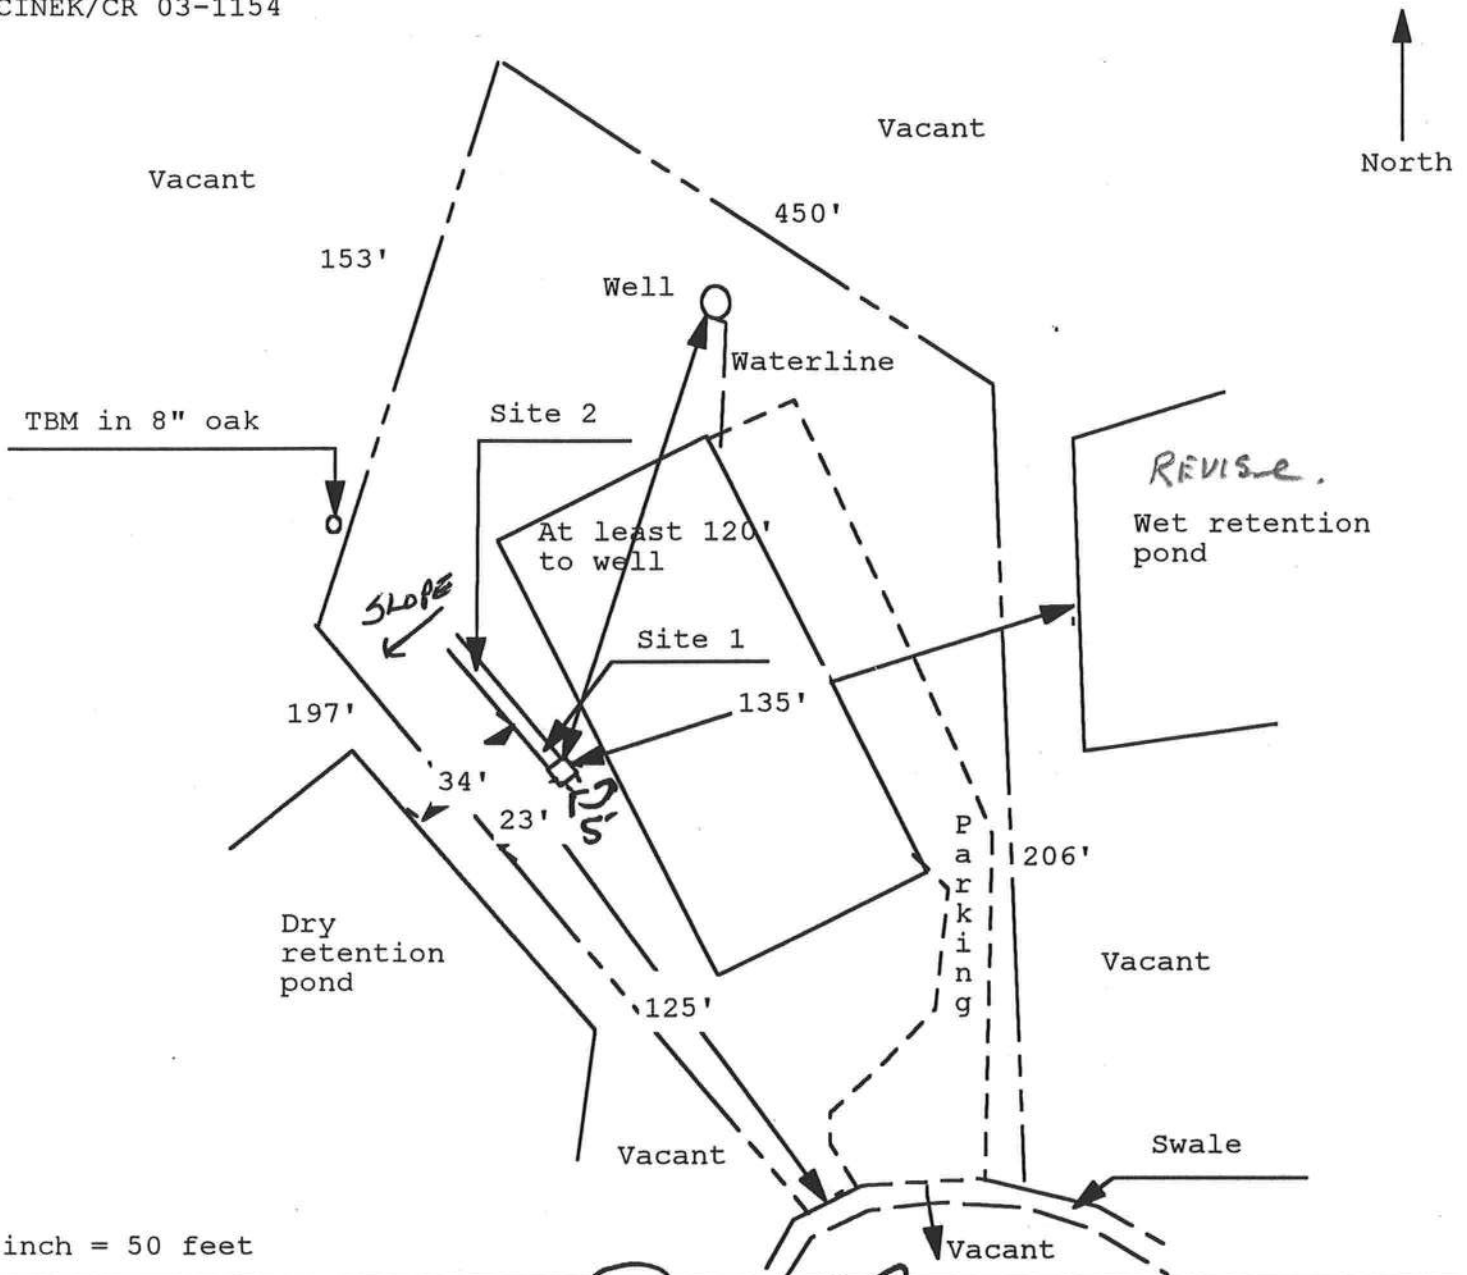 CINEK/CR 03-1154
Vacant
North
Vacant
450'
153'
Well
Waterline
TBM in 8" oak
Site 2
REVISe.
At least 120'
to well
Wet retention
pond
SLOPE
Site 1
135'
197'
34'
23'
5'
Parking
206'
Dry
retention
pond
Vacant
125'
Vacant
Swale
inch = 50 feet
Vacant